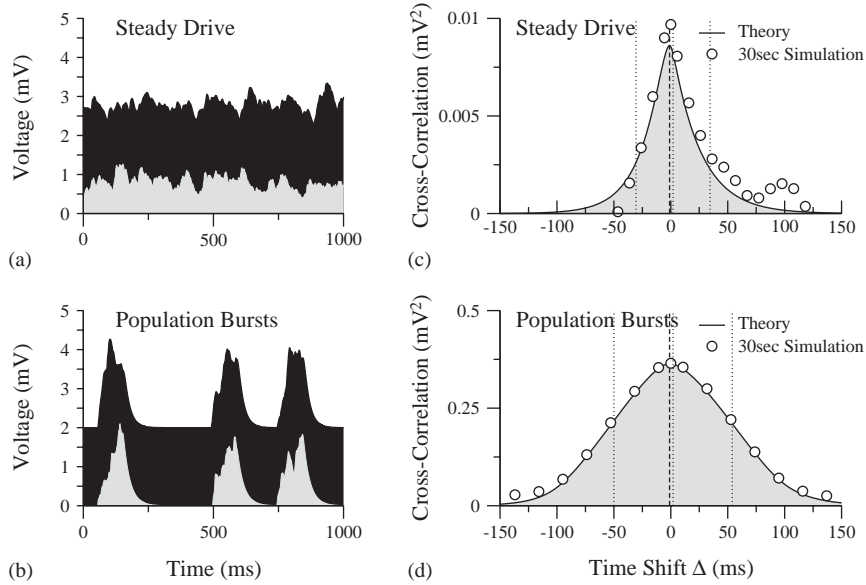 Steady Drive
5
4
3
2
1
0
Voltage (mV)
0
500
1000
(a)
Steady Drive
Theory
30sec Simulation
0.01
0.005
0
Cross-Correlation (mV²)
-150
-100
-50
0
50
100
150
(c)
Population Bursts
5
4
3
2
1
0
Voltage (mV)
0
500
1000
Time (ms)
(b)
Population Bursts
Theory
30sec Simulation
0.5
0.25
0
Cross-Correlation (mV²)
-150
-100
-50
0
50
100
150
Time Shift Δ (ms)
(d)